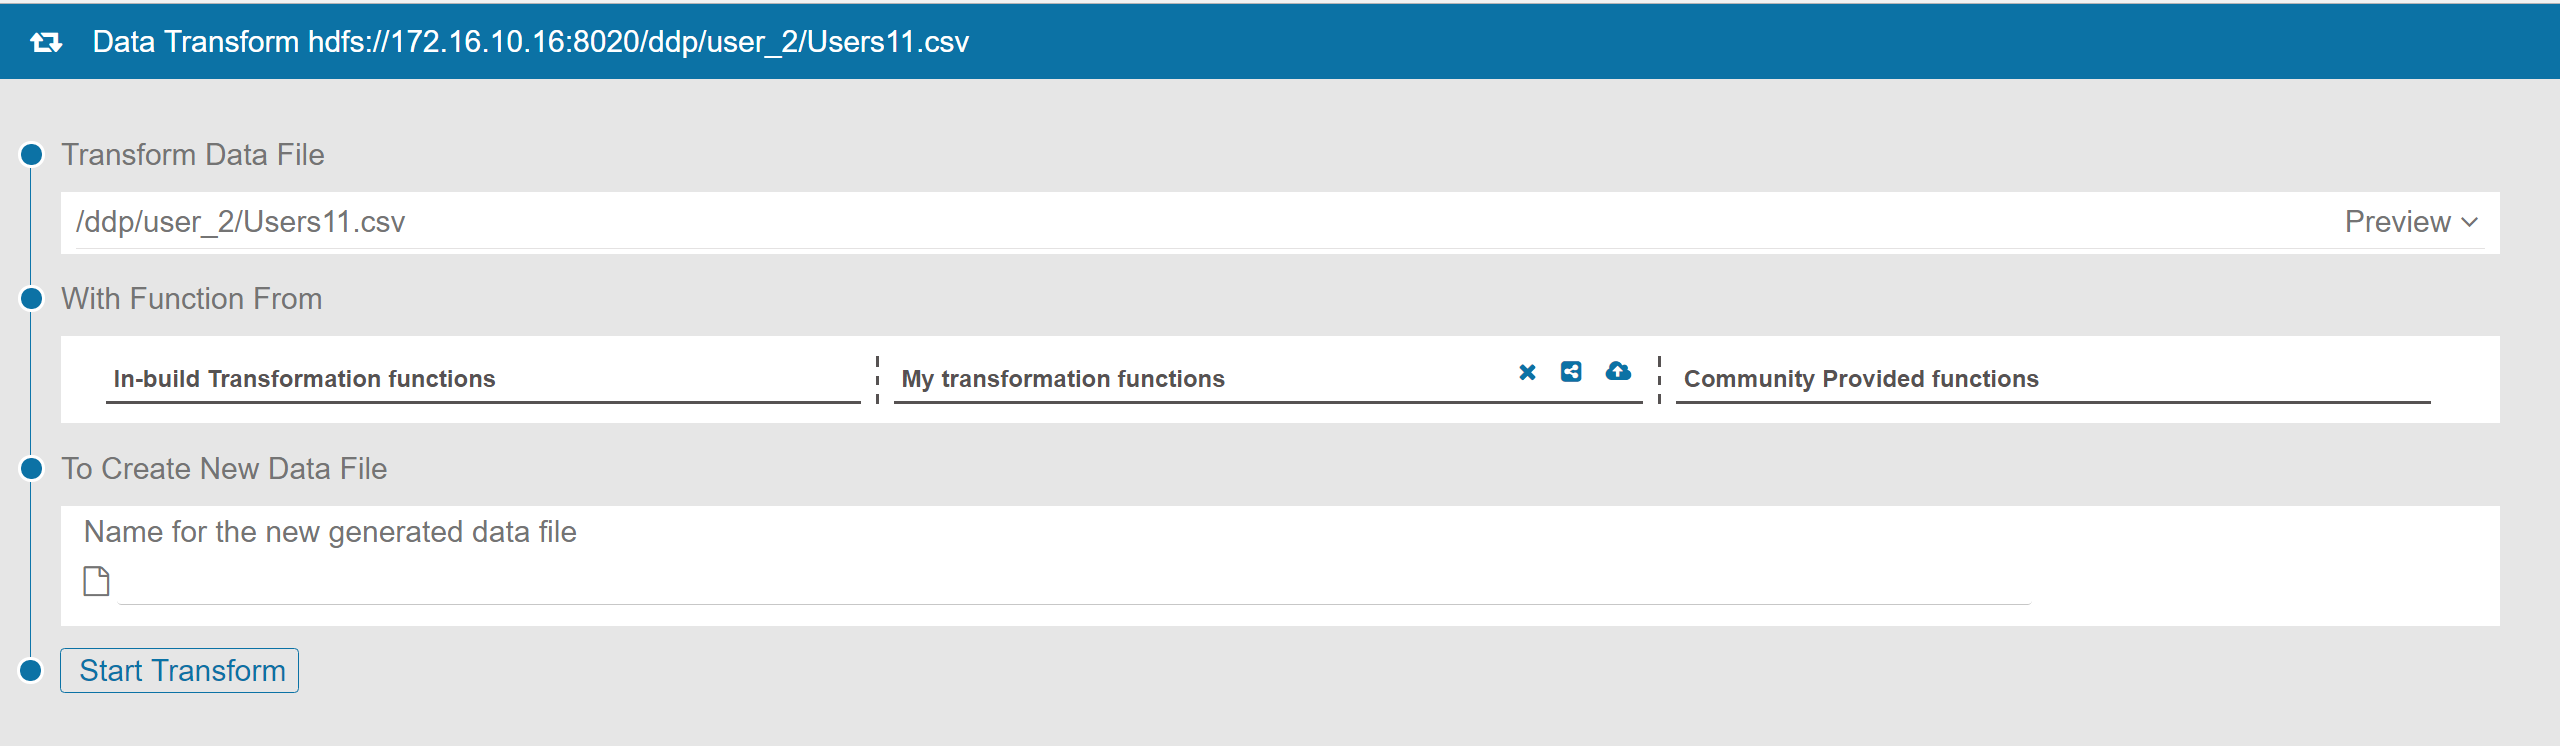 Data Transform hdfs://172.16.10.16:8020/ddp/user_2/Users11.csv
Transform Data File
/ddp/user_2/Users11.csv
Preview
With Function From
In-build Transformation functions
My transformation functions
Community Provided functions
To Create New Data File
Name for the new generated data file
Start Transform